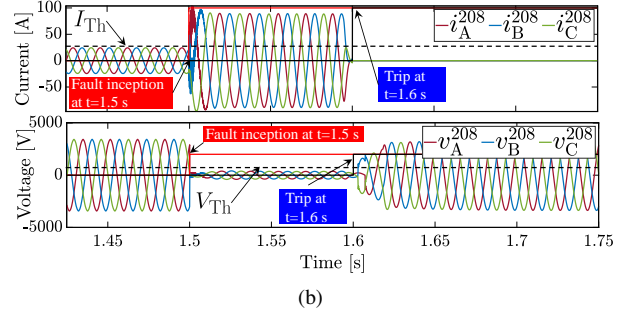 100
50
0
-50
Current [A]
I_Th
Fault inception
at t=1.5 s
Trip at
t=1.6 s
i_A^208 i_B^208 i_C^208
5000
0
-5000
Voltage [V]
Fault inception at t=1.5 s
V_Th
Trip at
t=1.6 s
v_A^208 v_B^208 v_C^208
1.45 1.5 1.55 1.6 1.65 1.7 1.75
Time [s]
(b)